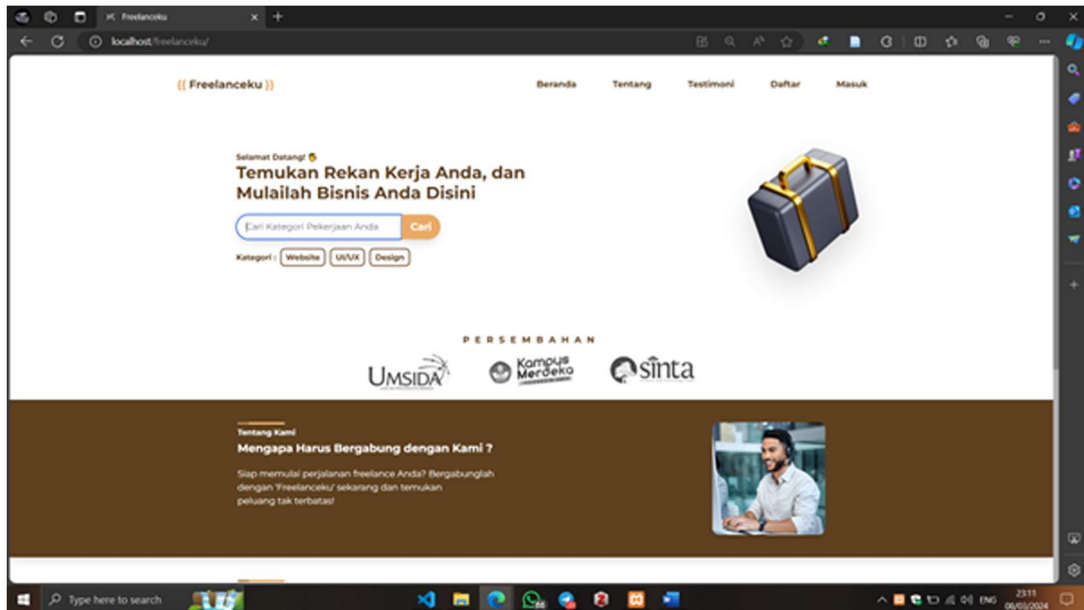 Freelanceku
localhost/freelanceku/
{{ Freelanceku }}
Beranda Tentang Testimoni Daftar Masuk
Selamat Datang!
Temukan Rekan Kerja Anda, dan
Mulailah Bisnis Anda Disini
Cari Kategori Pekerjaan Anda Cari
Kategori : Website UI/UX Design
PERSEMBAHAN
UMSIDA Kampus Merdeka sinta
Tentang Kami
Mengapa Harus Bergabung dengan Kami ?
Siap memulai perjalanan freelance Anda? Bergabunglah
dengan 'Freelanceku' sekarang dan temukan
peluang tak terbatas!
Type here to search ENG 23:11
08/03/2024